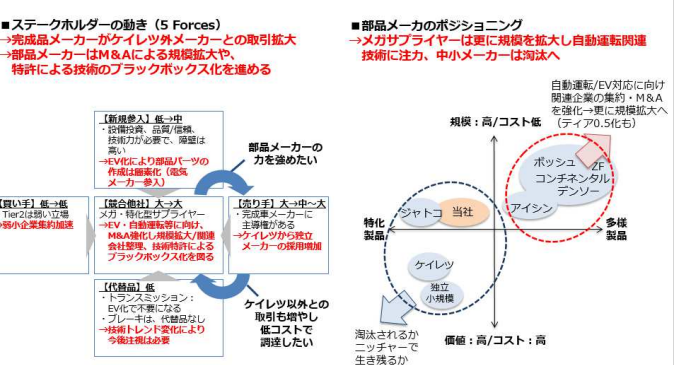 ■ステークホルダーの動き（5 Forces）
→完成品メーカーがケイレツ外メーカーとの取引拡大
→部品メーカーはM&Aによる規模拡大や、
特許による技術のブラックボックス化を進める
【新規参入】低→中
・設備投資、品質/信頼、
技術力が必要で、障壁は
高い
→EV化により部品パーツの
作成は簡素化（電気
メーカー参入）
部品メーカーの
力を強めたい
【買い手】低→低
Tier2は弱い立場
→弱小企業集約加速
【競合他社】大→大
メガ・特化型サプライヤー
→EV・自動運転等に向け、
M&A強化し規模拡大/関連
会社整理、技術特許による
ブラックボックス化を図る
【売り手】大→中～大
・完成車メーカーに
主導権がある
→ケイレツから独立
メーカーの採用増加
【代替品】低
・トランスミッション：
EV化で不要になる
・ブレーキは、代替品なし
→技術トレンド変化により
今後注視は必要
ケイレツ以外との
取引も増やし
低コストで
調達したい
■部品メーカのポジショニング
→メガサプライヤーは更に規模を拡大し自動運転関連
技術に注力、中小メーカーは淘汰へ
自動運転/EV対応に向け
関連企業の集約・M&A
を強化→更に規模拡大へ
（ティア0.5化も）
規模：高/コスト低
ボッシュ
ZF
コンチネンタル
デンソー
アイシン
ジャトコ
当社
特化
製品
多様
製品
ケイレツ
独立
小規模
淘汰されるか
ニッチャーで
生き残るか
価値：高/コスト：高